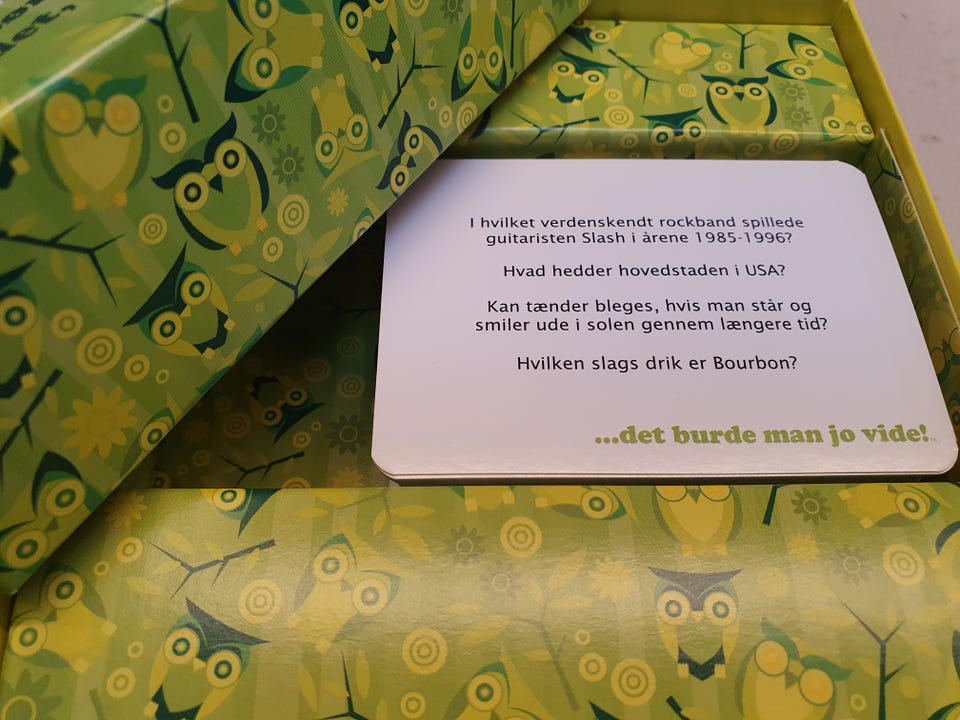 I hvilket verdenskendt rockband spillede
guitaristen Slash i årene 1985-1996?
Hvad hedder hovedstaden i USA?
Kan tænder bleges, hvis man står og
smiler ude i solen gennem længere tid?
Hvilken slags drik er Bourbon?
...det burde man jo vide!